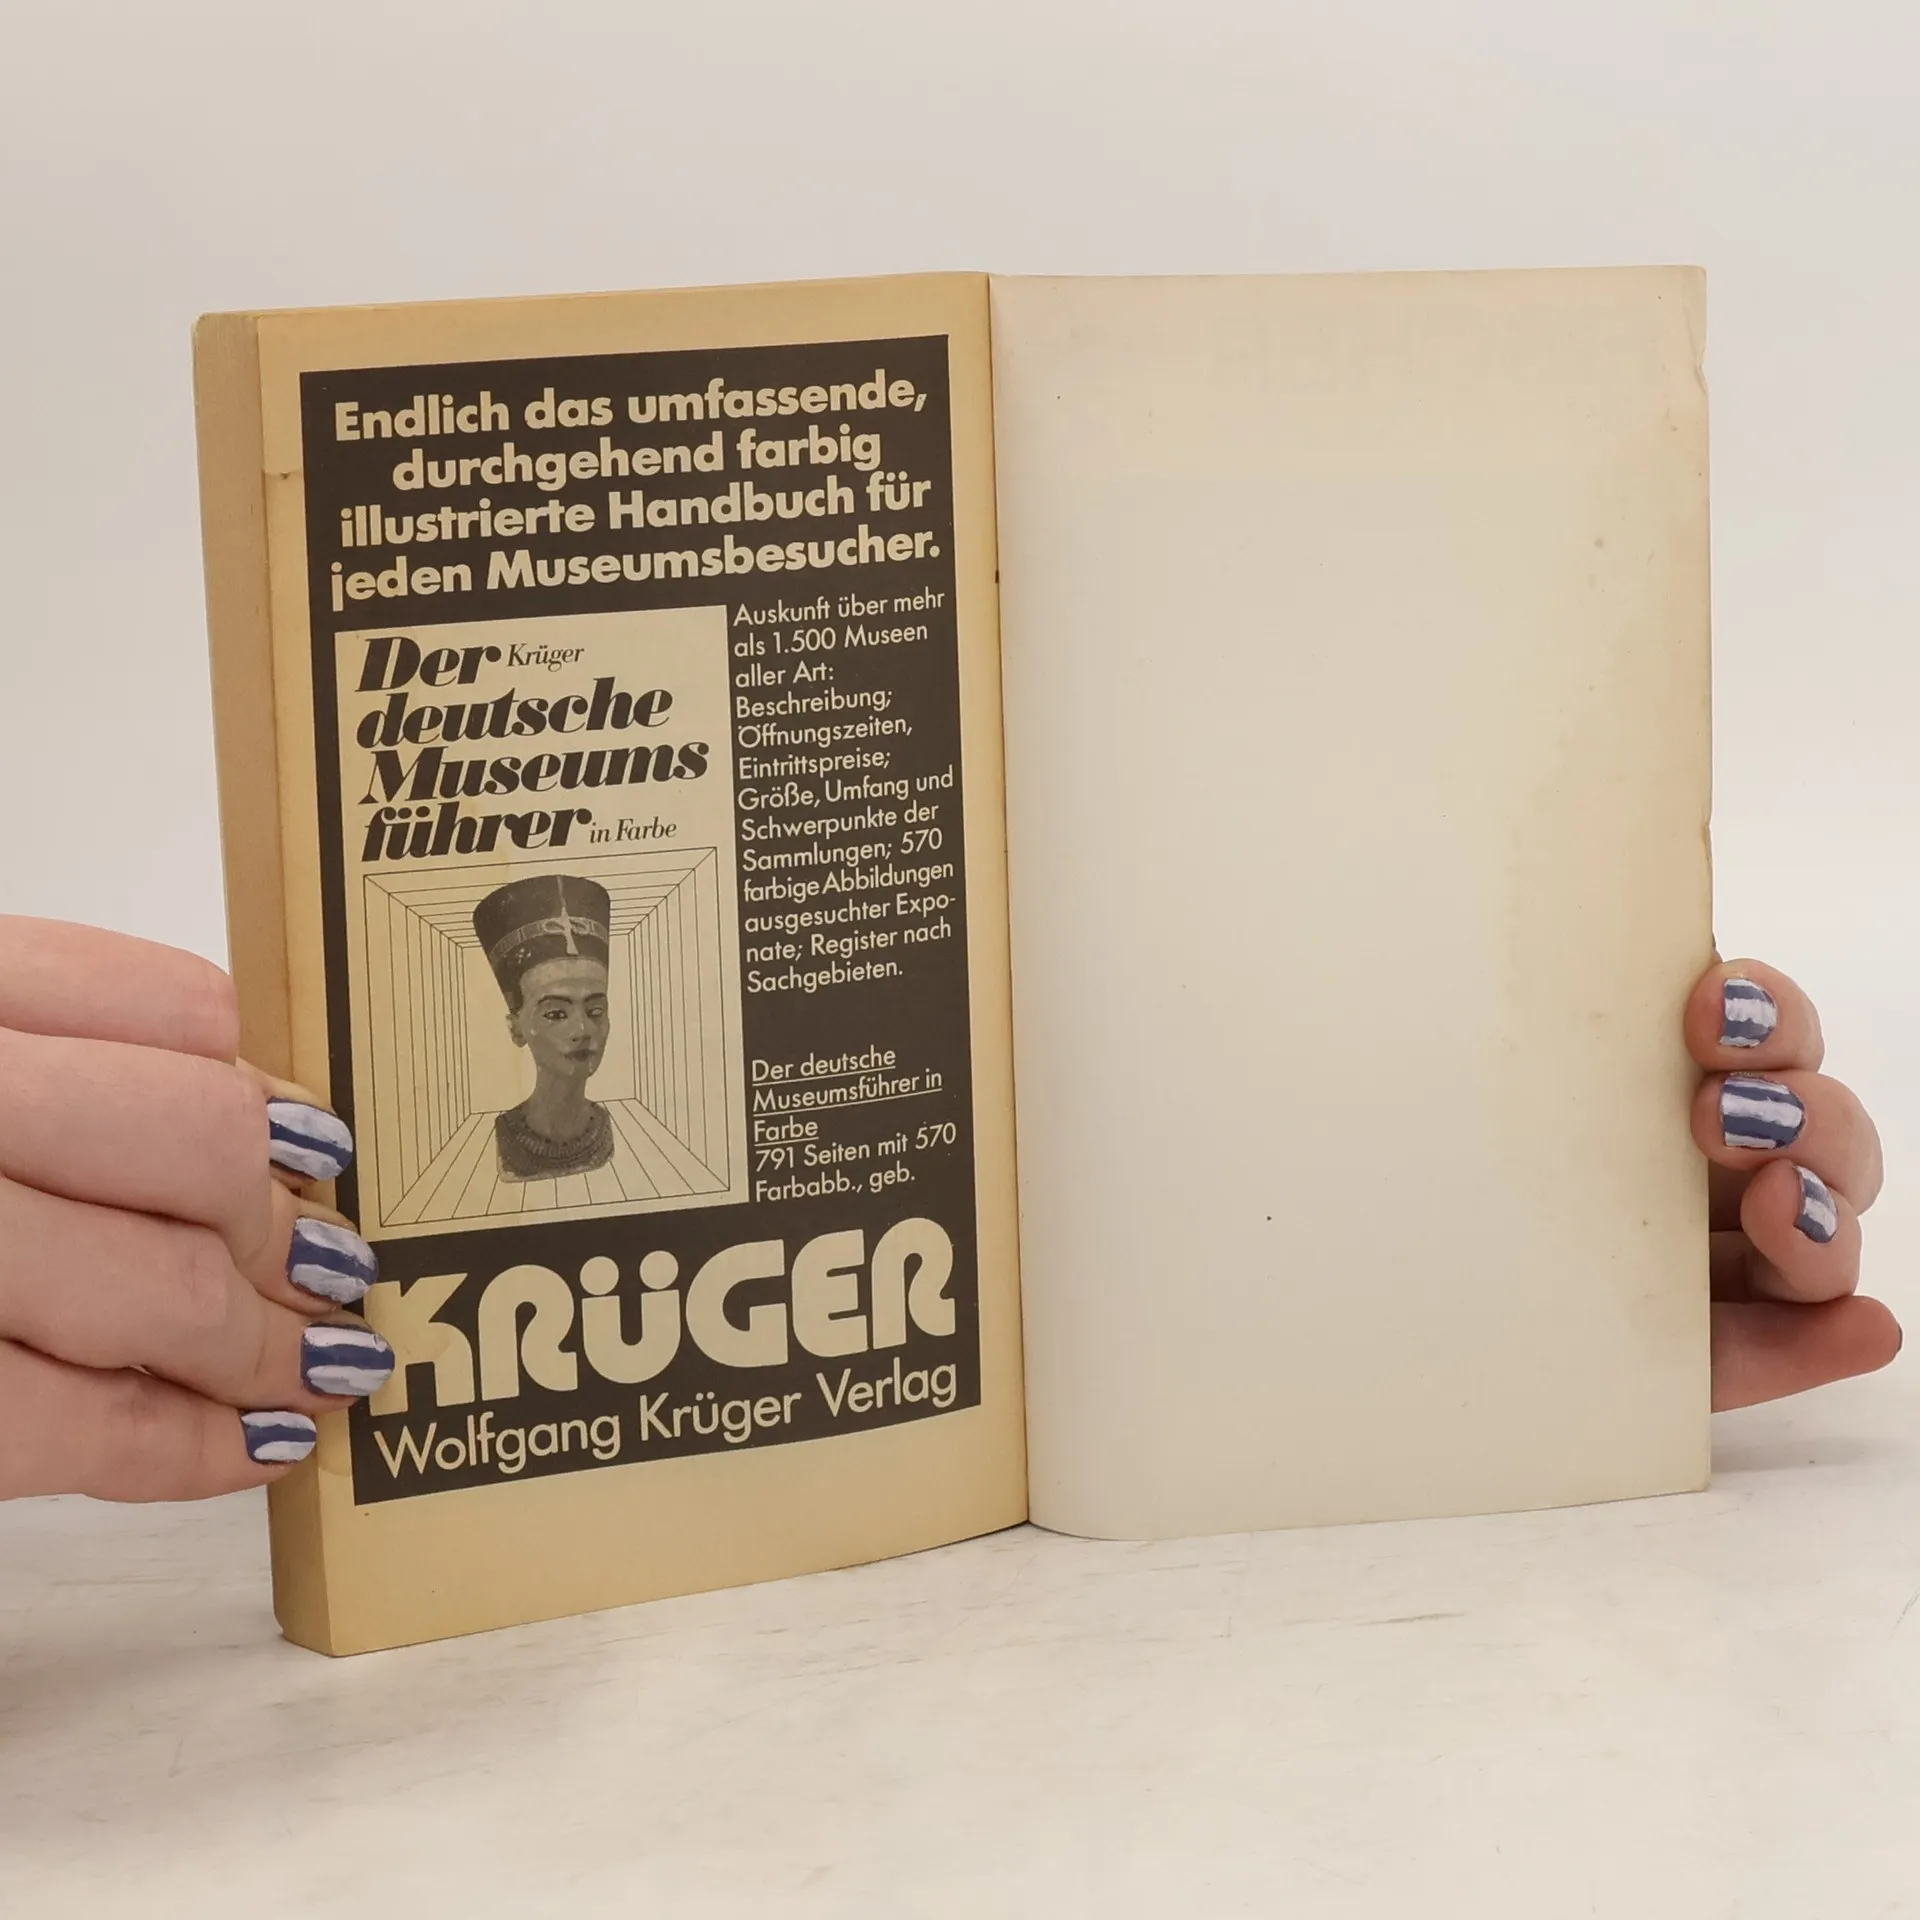 Endlich das umfassende,
durchgehend farbig
illustrierte Handbuch für
jeden Museumsbesucher.
Der Krüger
deutsche
Museums
führer in Farbe
Auskunft über mehr
als 1.500 Museen
aller Art:
Beschreibung;
Öffnungszeiten,
Eintrittspreise;
Größe, Umfang und
Schwerpunkte der
Sammlungen; 570
farbige Abbildungen
ausgesuchter Expo-
nate; Register nach
Sachgebieten.
Der deutsche
Museumsführer in
Farbe
791 Seiten mit 570
Farbabb., geb.
KRÜGER
Wolfgang Krüger Verlag